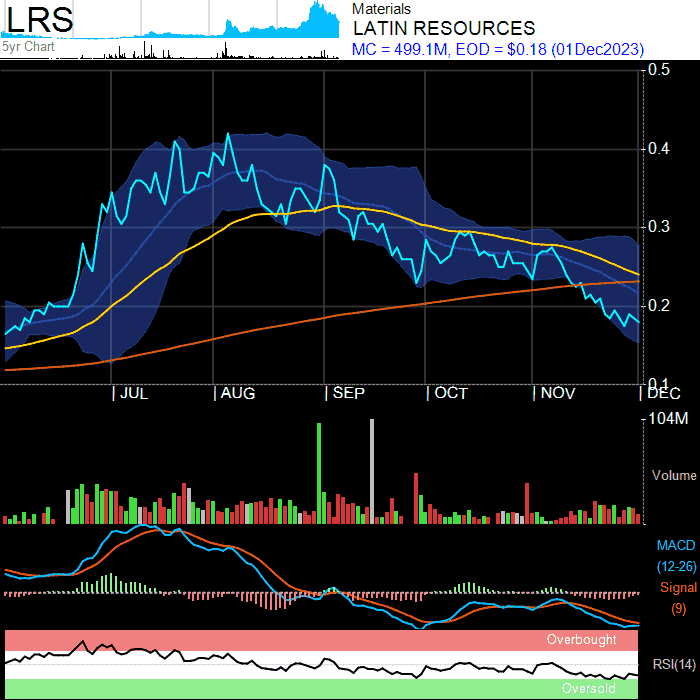 LRS
5yr Chart
Materials
LATIN RESOURCES
MC = 499.1M, EOD = $0.18 (01Dec2023)
0.5
0.4
0.3
0.2
0.1
JUL
AUG
SEP
OCT
NOV
DEC
104M
Volume
MACD
(12-26)
Signal
(9)
Overbought
RSI(14)
Oversold